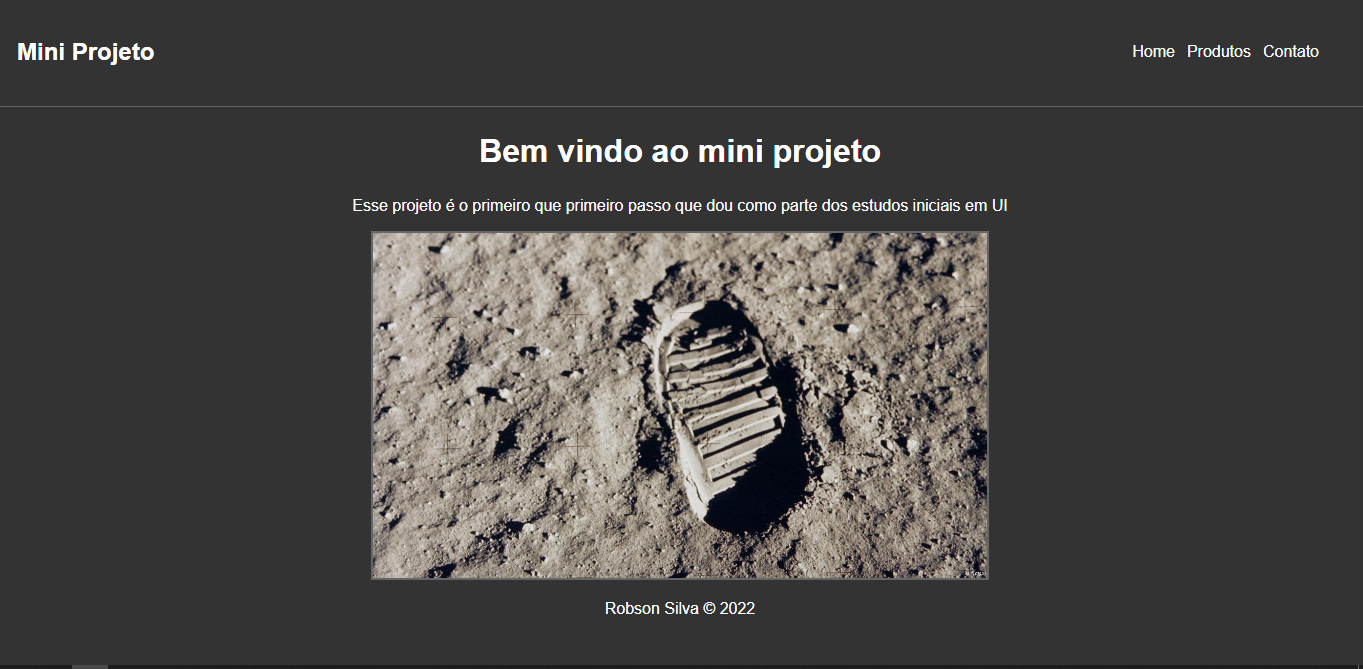 Mini Projeto
Home Produtos Contato
Bem vindo ao mini projeto
Esse projeto é o primeiro que primeiro passo que dou como parte dos estudos iniciais em UI
Robson Silva © 2022